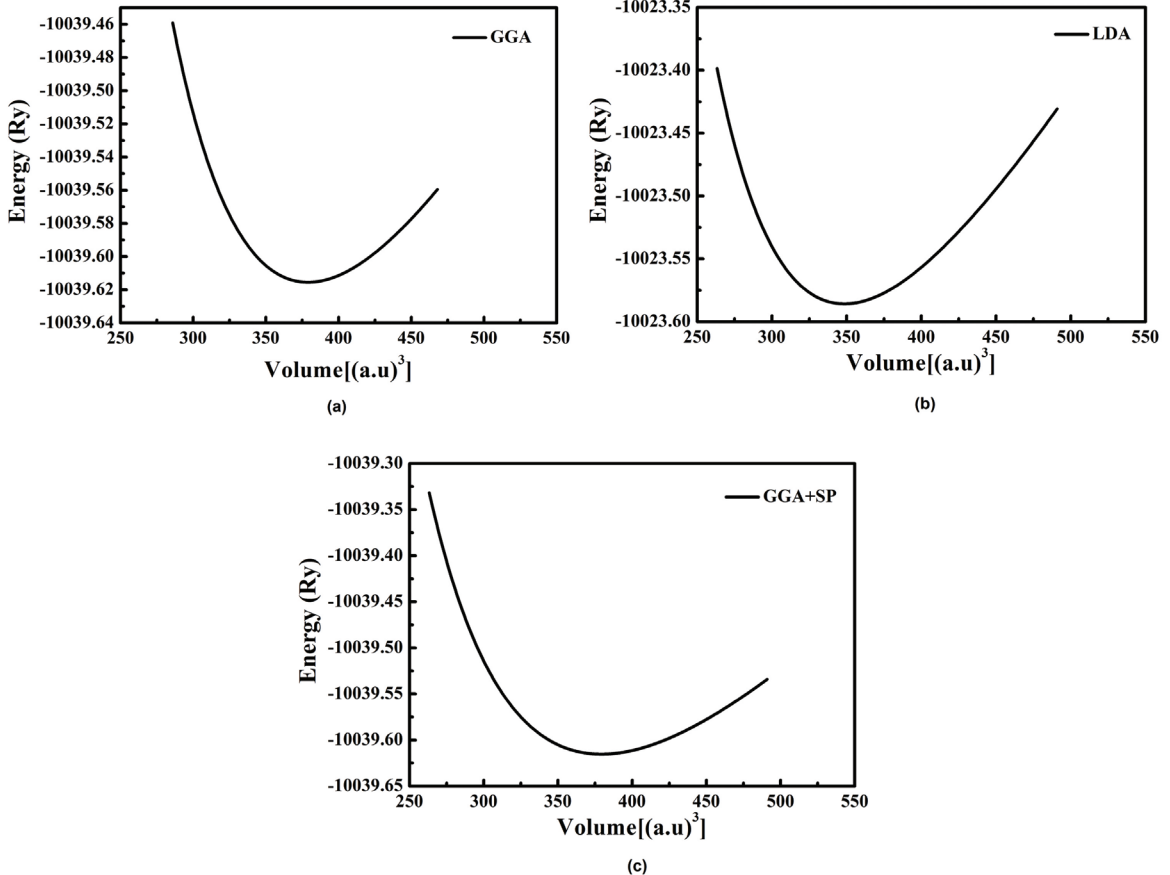 GGA
Energy (Ry)
-10039.46
-10039.48
-10039.50
-10039.52
-10039.54
-10039.56
-10039.58
-10039.60
-10039.62
-10039.64
250 300 350 400 450 500 550
Volume[(a.u)³]
(a)
LDA
Energy (Ry)
-10023.35
-10023.40
-10023.45
-10023.50
-10023.55
-10023.60
250 300 350 400 450 500 550
Volume[(a.u)³]
(b)
GGA+SP
Energy (Ry)
-10039.30
-10039.35
-10039.40
-10039.45
-10039.50
-10039.55
-10039.60
-10039.65
250 300 350 400 450 500 550
Volume[(a.u)³]
(c)